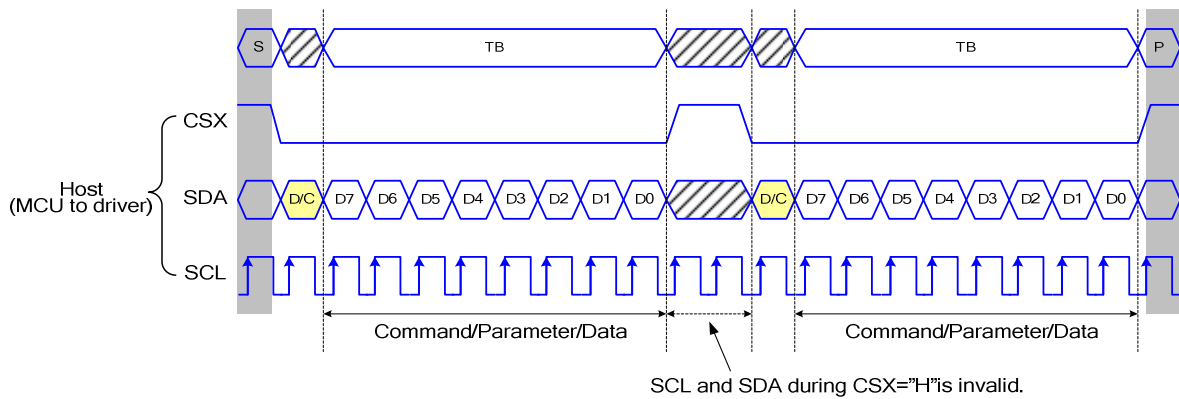 S TB TB P
CSX
Host
(MCU to driver)
SDA D/C D7 D6 D5 D4 D3 D2 D1 D0 D/C D7 D6 D5 D4 D3 D2 D1 D0
SCL
Command/Parameter/Data Command/Parameter/Data
SCL and SDA during CSX=”H”is invalid.